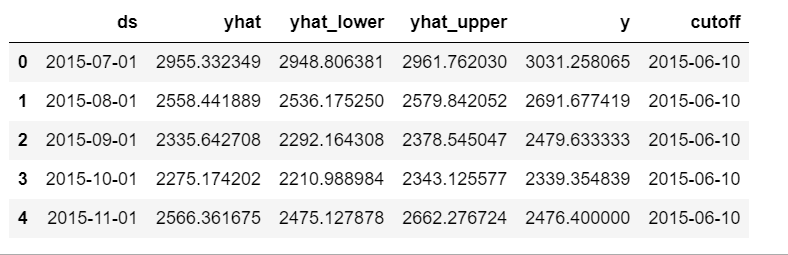 ds yhat yhat_lower yhat_upper y cutoff
0 2015-07-01 2955.332349 2948.806381 2961.762030 3031.258065 2015-06-10
1 2015-08-01 2558.441889 2536.175250 2579.842052 2691.677419 2015-06-10
2 2015-09-01 2335.642708 2292.164308 2378.545047 2479.633333 2015-06-10
3 2015-10-01 2275.174202 2210.988984 2343.125577 2339.354839 2015-06-10
4 2015-11-01 2566.361675 2475.127878 2662.276724 2476.400000 2015-06-10